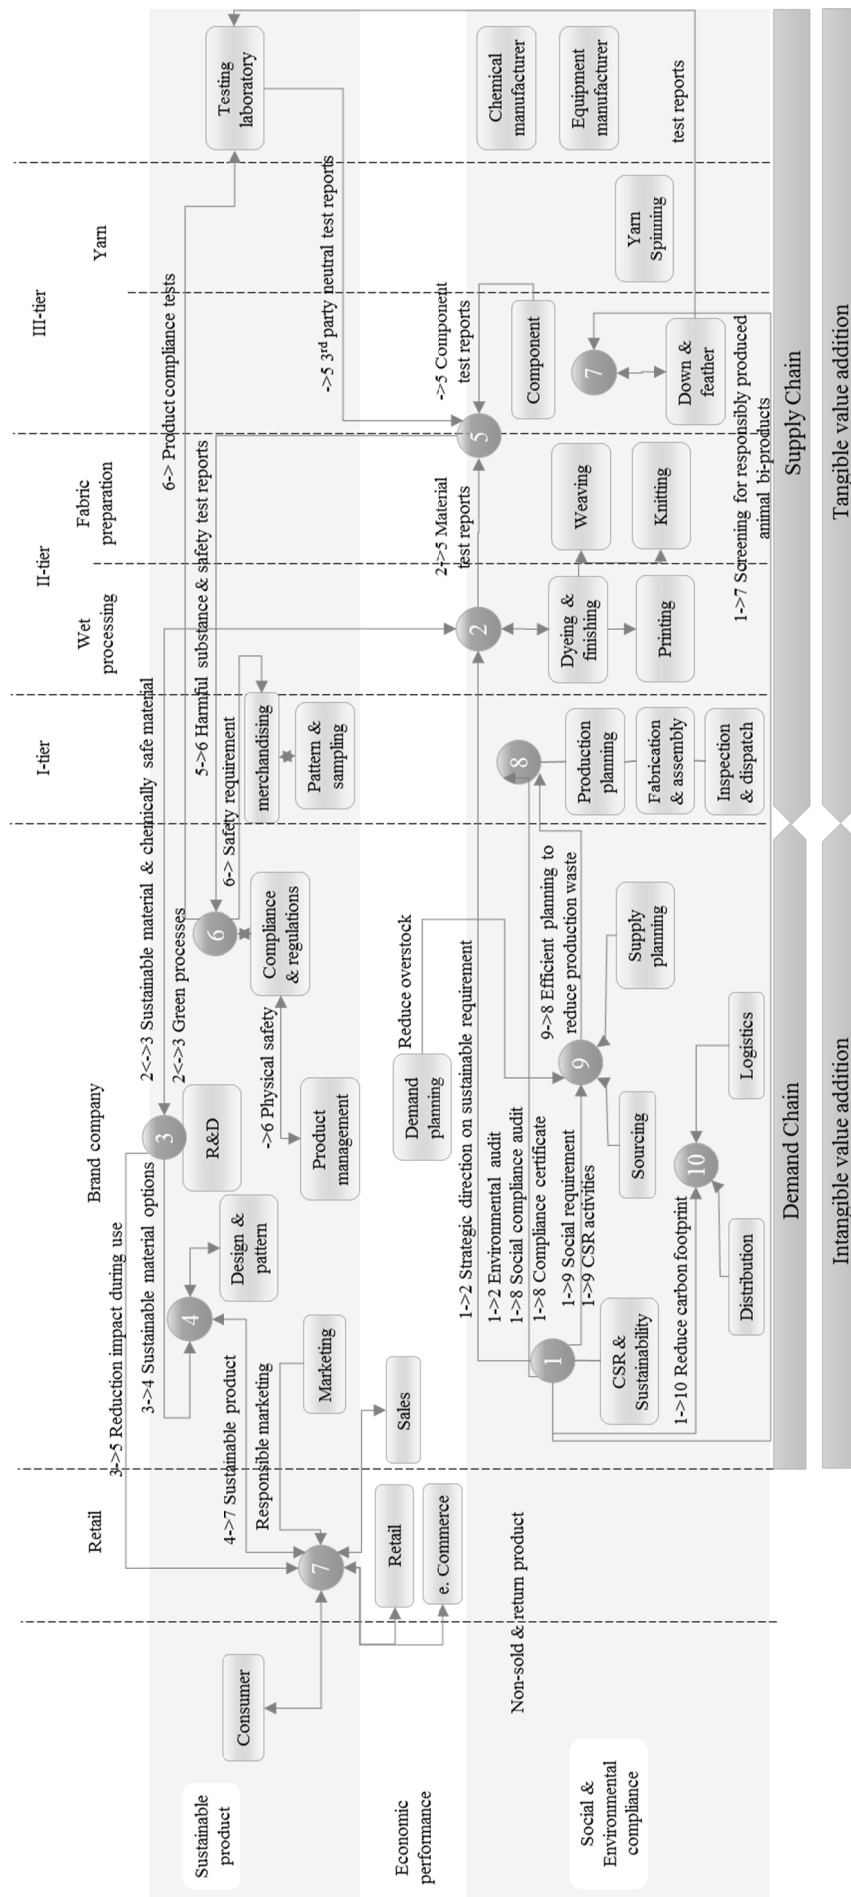 III-tier
II-tier
I-tier
Brand company
Retail
Yarn
Fabric
preparation
Wet
processing
Sustainable
product
Economic
performance
Social &
Environmental
compliance
Consumer
3->5 Reduction impact during use
3->4 Sustainable material options
4->7 Sustainable product
Responsible marketing
2<->3 Sustainable material & chemically safe material
2<->3 Green processes
5->6 Harmful substance & safety test reports
6-> Safety requirement
6-> Product compliance tests
->5 3rd party neutral test reports
->6 Physical safety
3
R&D
4
Design &
pattern
Marketing
Sales
7
Retail
e. Commerce
6
Compliance
& regulations
Product
management
merchandising
Pattern &
sampling
Testing
laboratory
Reduce overstock
Demand
planning
2->5 Material
test reports
->5 Component
test reports
5
2
1->2 Strategic direction on sustainable requirement
1->2 Environmental audit
1->8 Social compliance audit
1->8 Compliance certificate
1->9 Social requirement
1->9 CSR activities
9->8 Efficient planning to
reduce production waste
Non-sold & return product
1
CSR &
Sustainability
1->10 Reduce carbon footprint
9
Sourcing
Supply
planning
10
Distribution
Logistics
8
Production
planning
Fabrication
& assembly
Inspection
& dispatch
Dyeing &
finishing
Printing
Weaving
Knitting
Component
7
Down &
feather
Yarn
Spinning
Chemical
manufacturer
Equipment
manufacturer
test reports
1->7 Screening for responsibly produced
animal bi-products
Demand Chain
Supply Chain
Intangible value addition
Tangible value addition